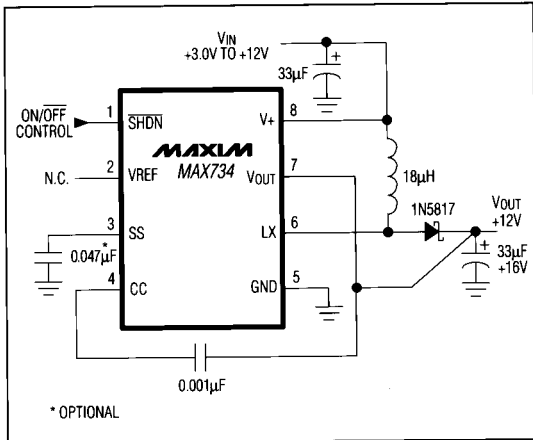 VIN
+3.0V TO +12V
33µF
+
ON/OFF
CONTROL
1
SHDN
V+
8
MAXIM
MAX734
N.C.
2
VREF
VOUT
7
18µH
1N5817
VOUT
+12V
3
SS
LX
6
0.047µF*
+
33µF
+16V
4
CC
GND
5
0.001µF
* OPTIONAL